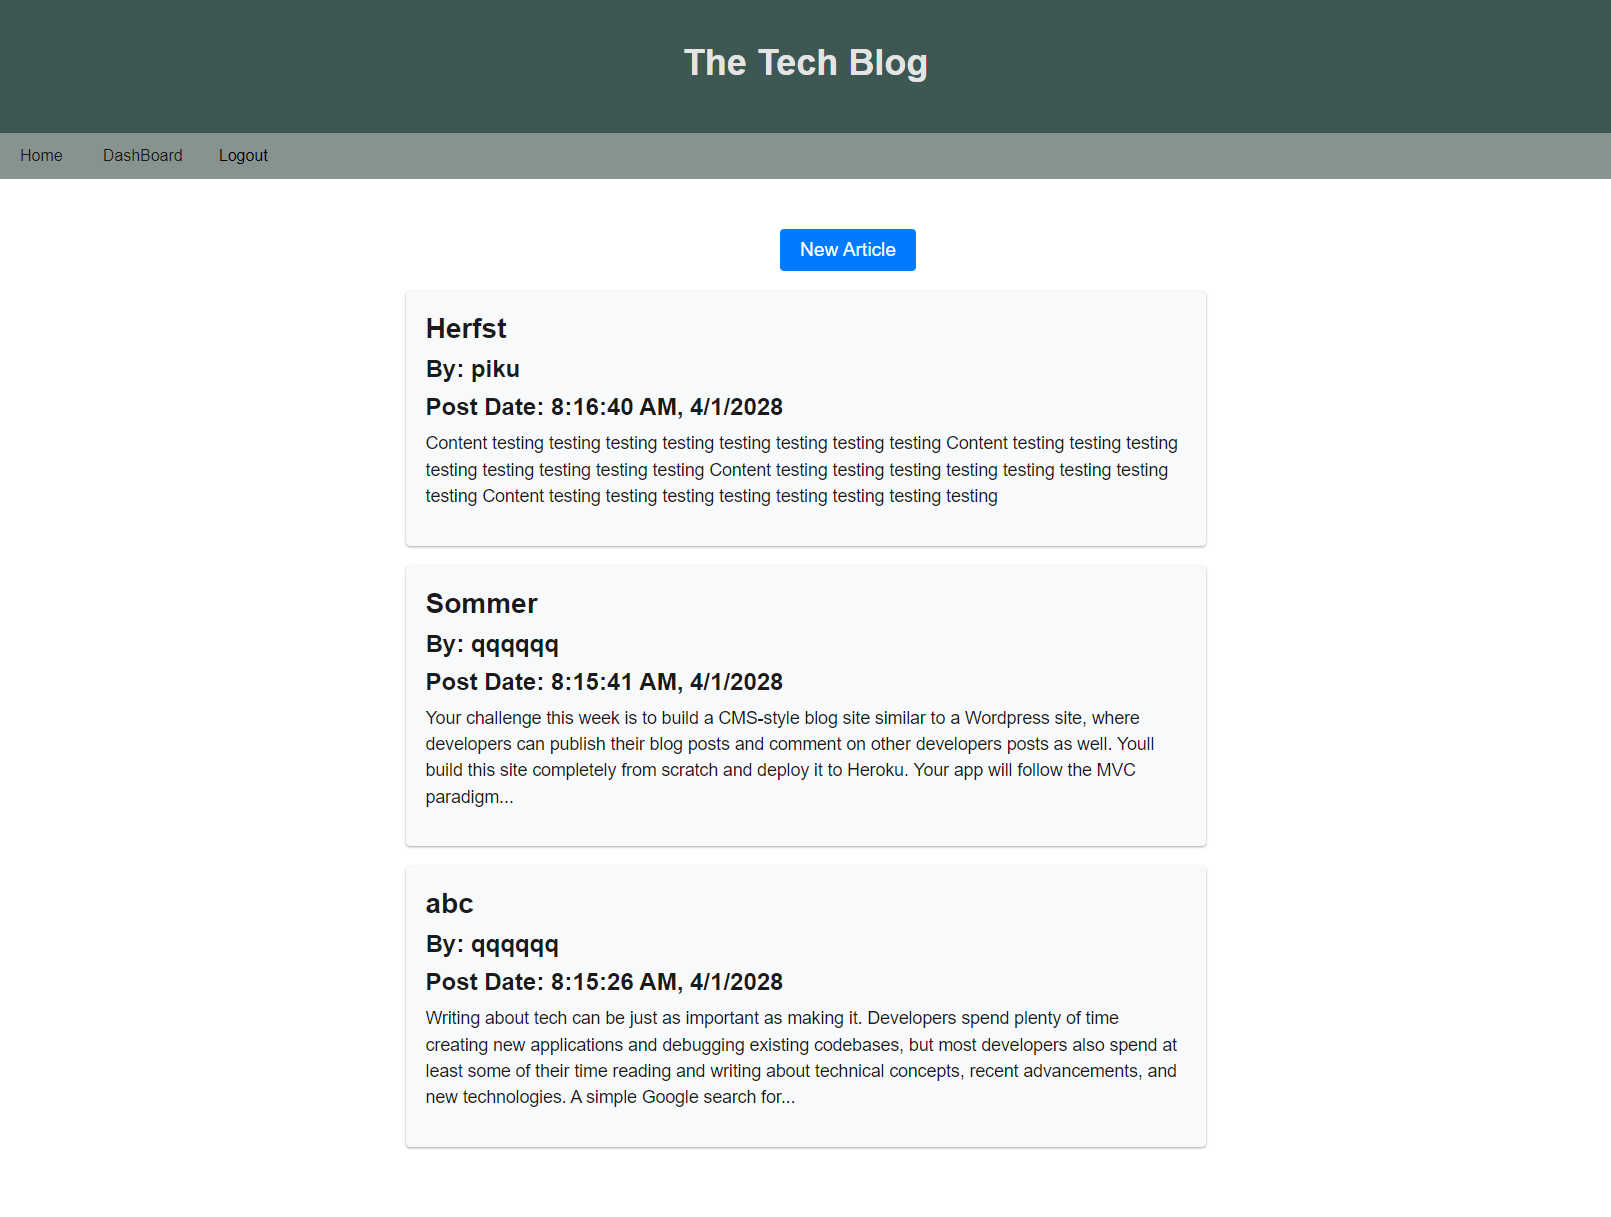 The Tech Blog
Home DashBoard Logout
New Article
Herfst
By: piku
Post Date: 8:16:40 AM, 4/1/2028
Content testing testing testing testing testing testing testing testing Content testing testing testing
testing testing testing testing testing Content testing testing testing testing testing testing testing
testing Content testing testing testing testing testing testing testing testing
Sommer
By: qqqqqq
Post Date: 8:15:41 AM, 4/1/2028
Your challenge this week is to build a CMS-style blog site similar to a Wordpress site, where
developers can publish their blog posts and comment on other developers posts as well. Youll
build this site completely from scratch and deploy it to Heroku. Your app will follow the MVC
paradigm...
abc
By: qqqqqq
Post Date: 8:15:26 AM, 4/1/2028
Writing about tech can be just as important as making it. Developers spend plenty of time
creating new applications and debugging existing codebases, but most developers also spend at
least some of their time reading and writing about technical concepts, recent advancements, and
new technologies. A simple Google search for...